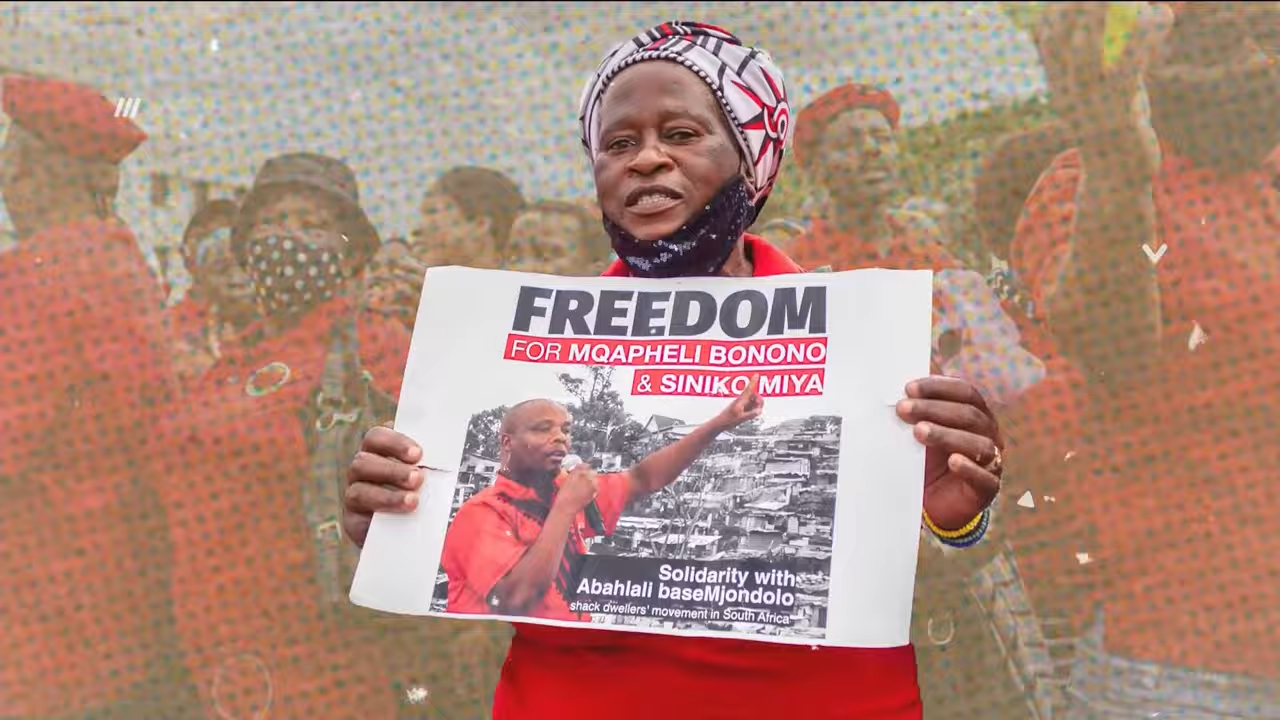 FREEDOM
FOR MQAPHELI BONONO
& SINIKO MIYA
Solidarity with
Abahlali baseMjondolo
shack dwellers' movement in South Africa